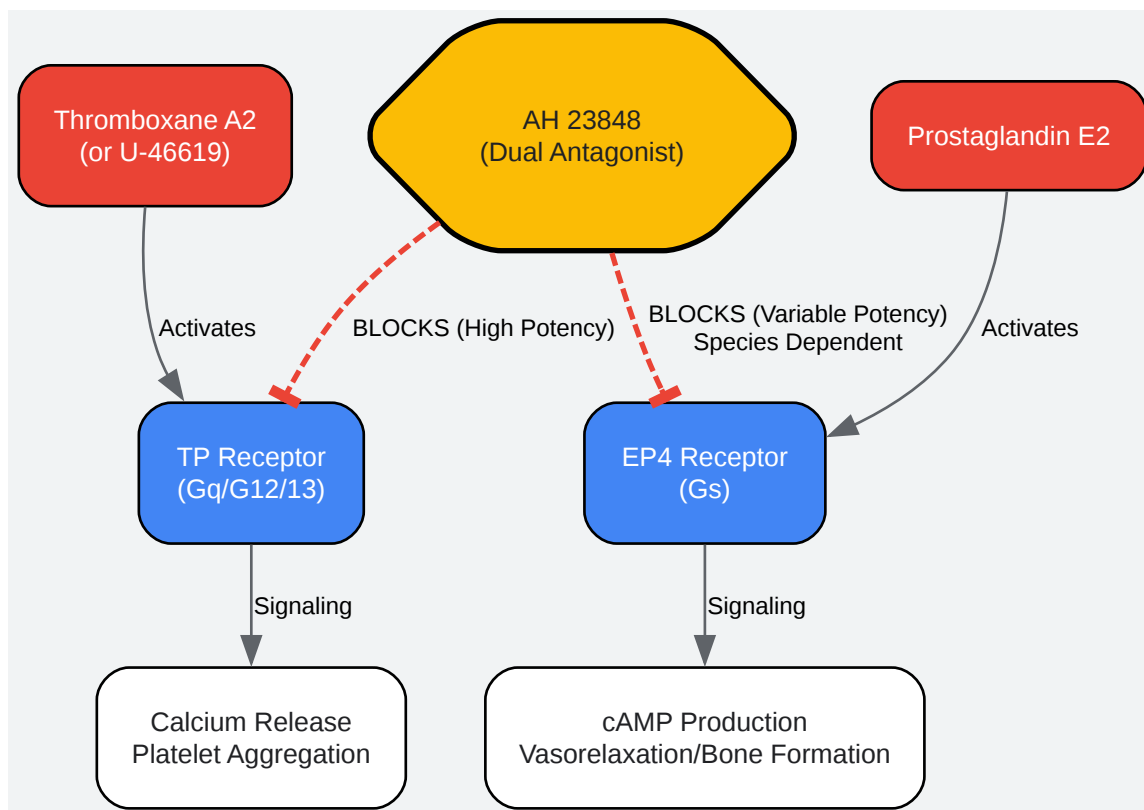 Thromboxane A2
(or U-46619)
AH 23848
(Dual Antagonist)
Prostaglandin E2
Activates
BLOCKS (High Potency)
BLOCKS (Variable Potency)
Species Dependent
Activates
TP Receptor
(Gq/G12/13)
EP4 Receptor
(Gs)
Signaling
Signaling
Calcium Release
Platelet Aggregation
cAMP Production
Vasorelaxation/Bone Formation